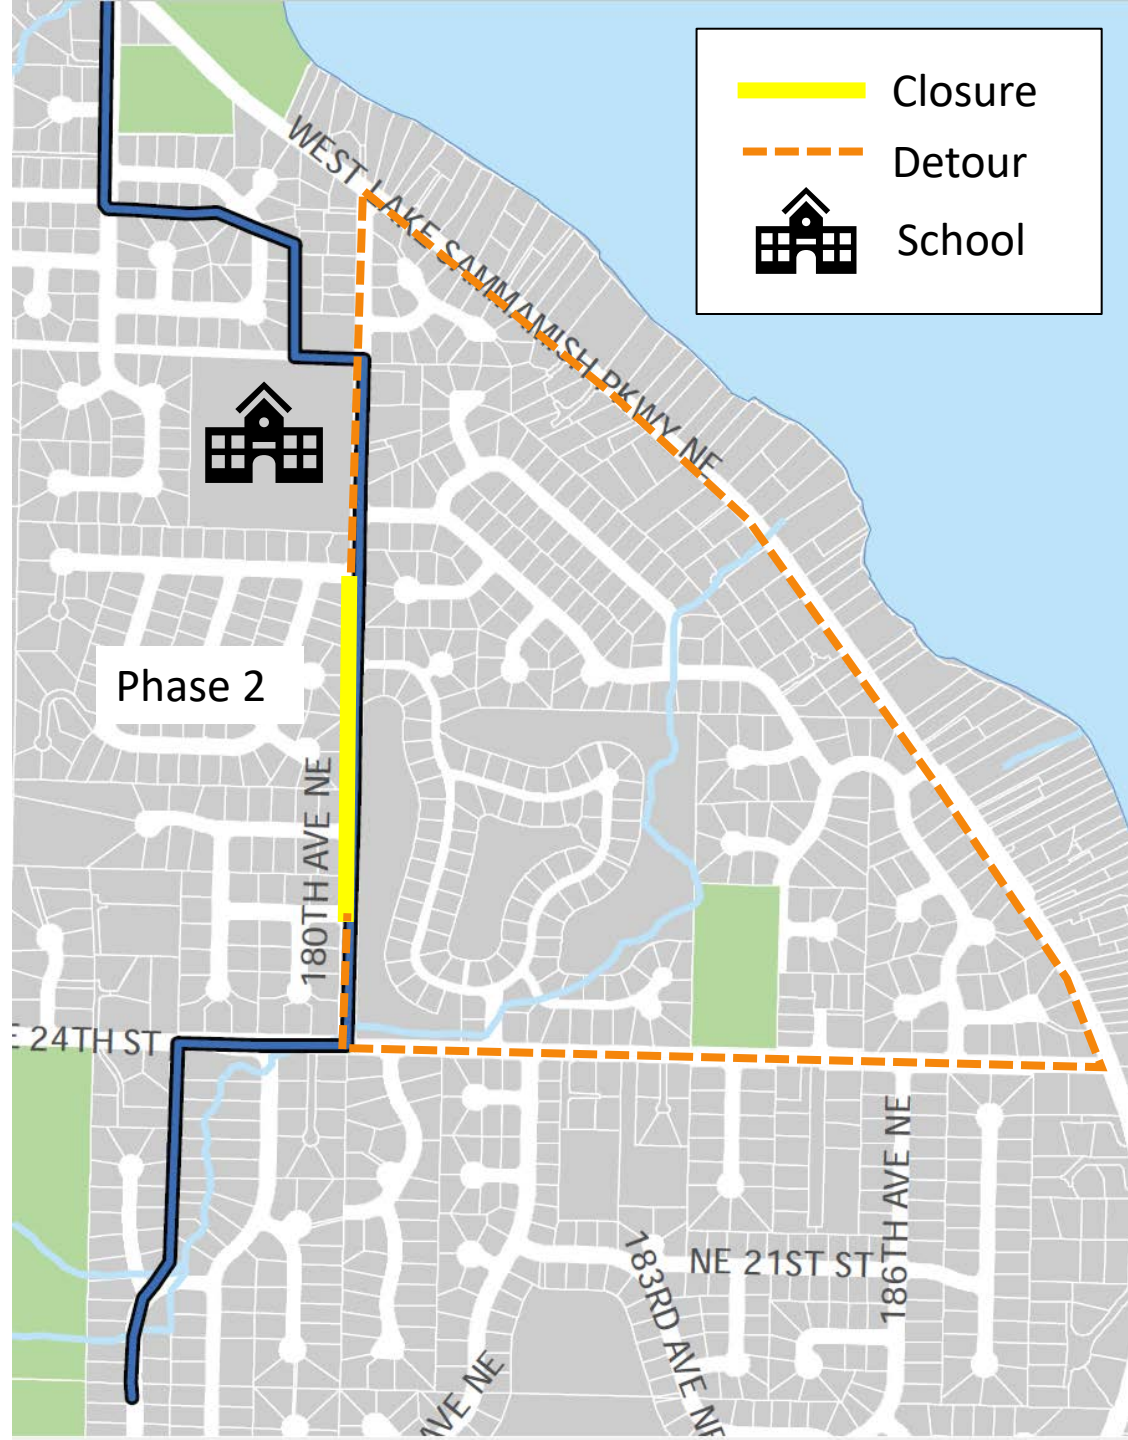 Closure
Detour
School
WEST LAKE SAMMAMISH PKWY NE
Phase 2
180TH AVE NE
E 24TH ST
186TH AVE NE
NE 21ST ST
183RD AVE NE
AVE NE